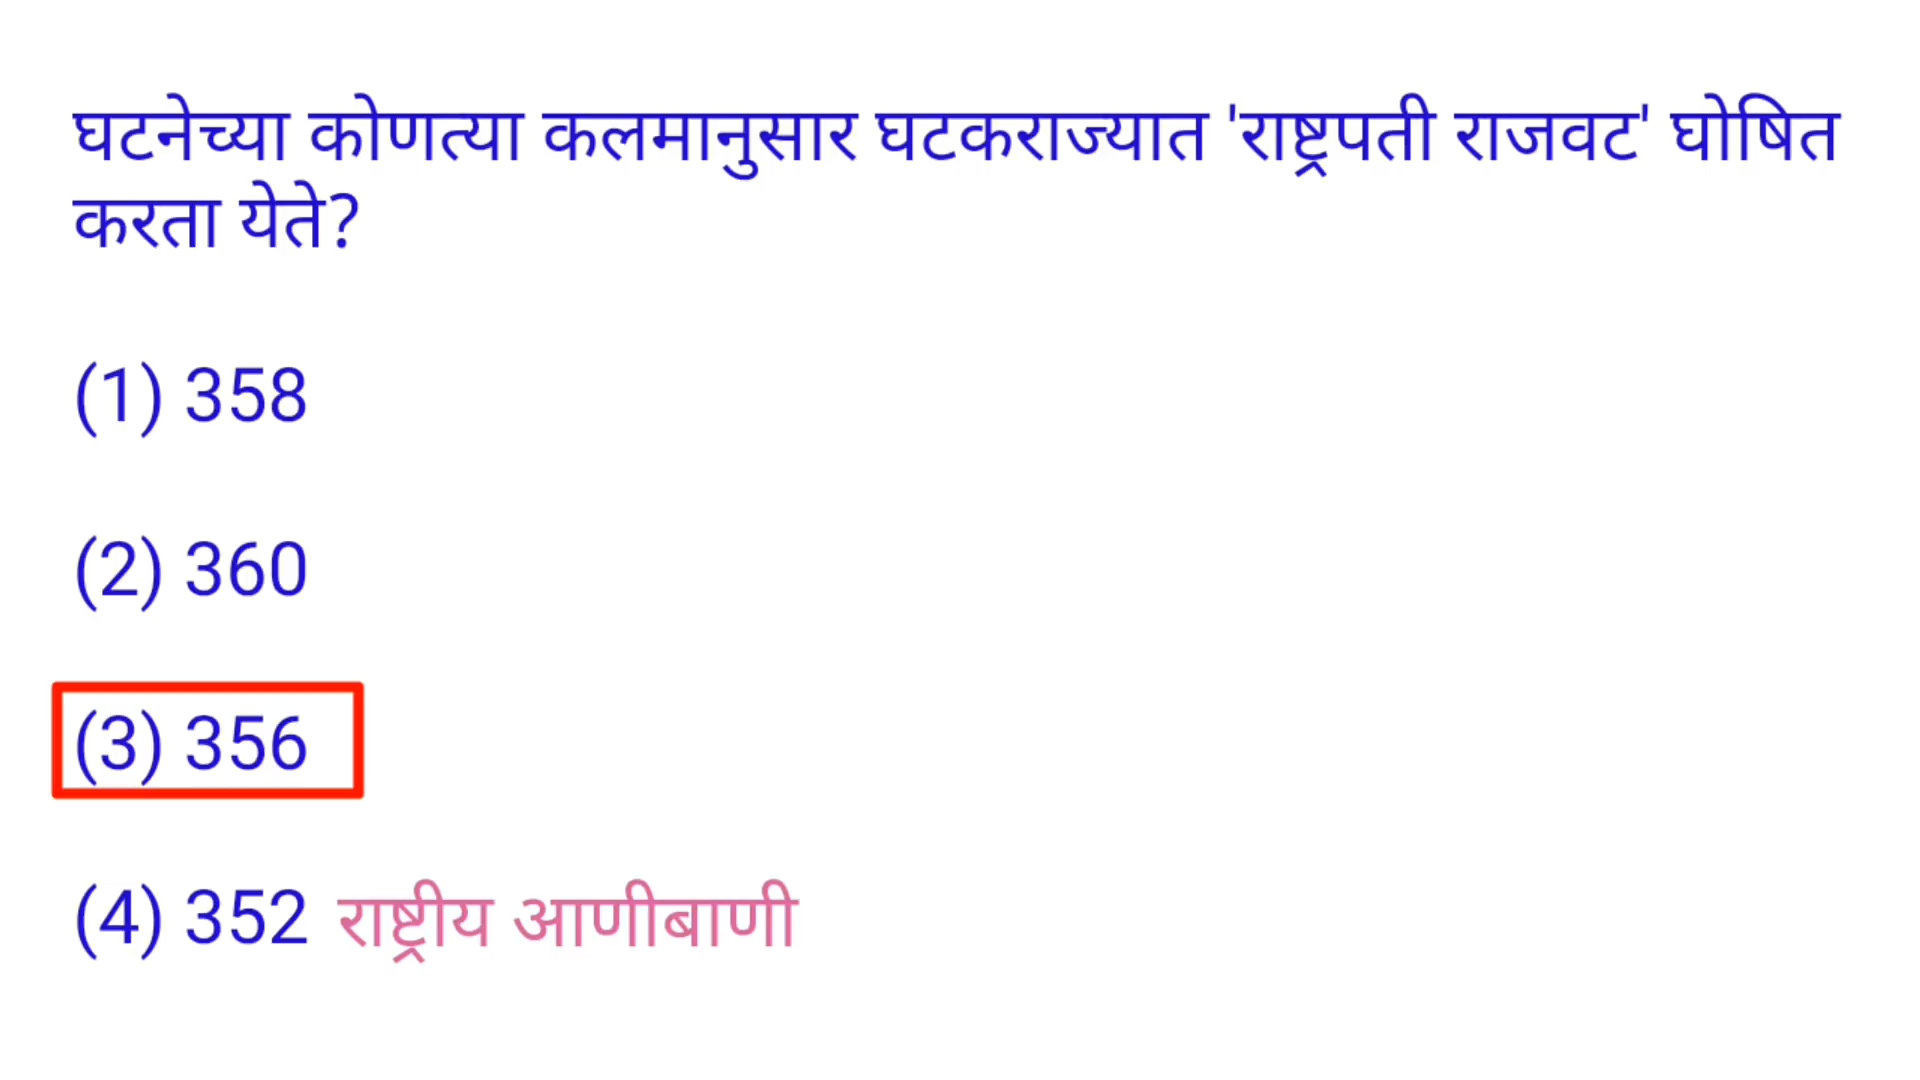 घटनेच्या कोणत्या कलमानुसार घटकराज्यात 'राष्ट्रपती राजवट' घोषित
करता येते?
(1) 358
(2) 360
(3) 356
(4) 352 राष्ट्रीय आणीबाणी